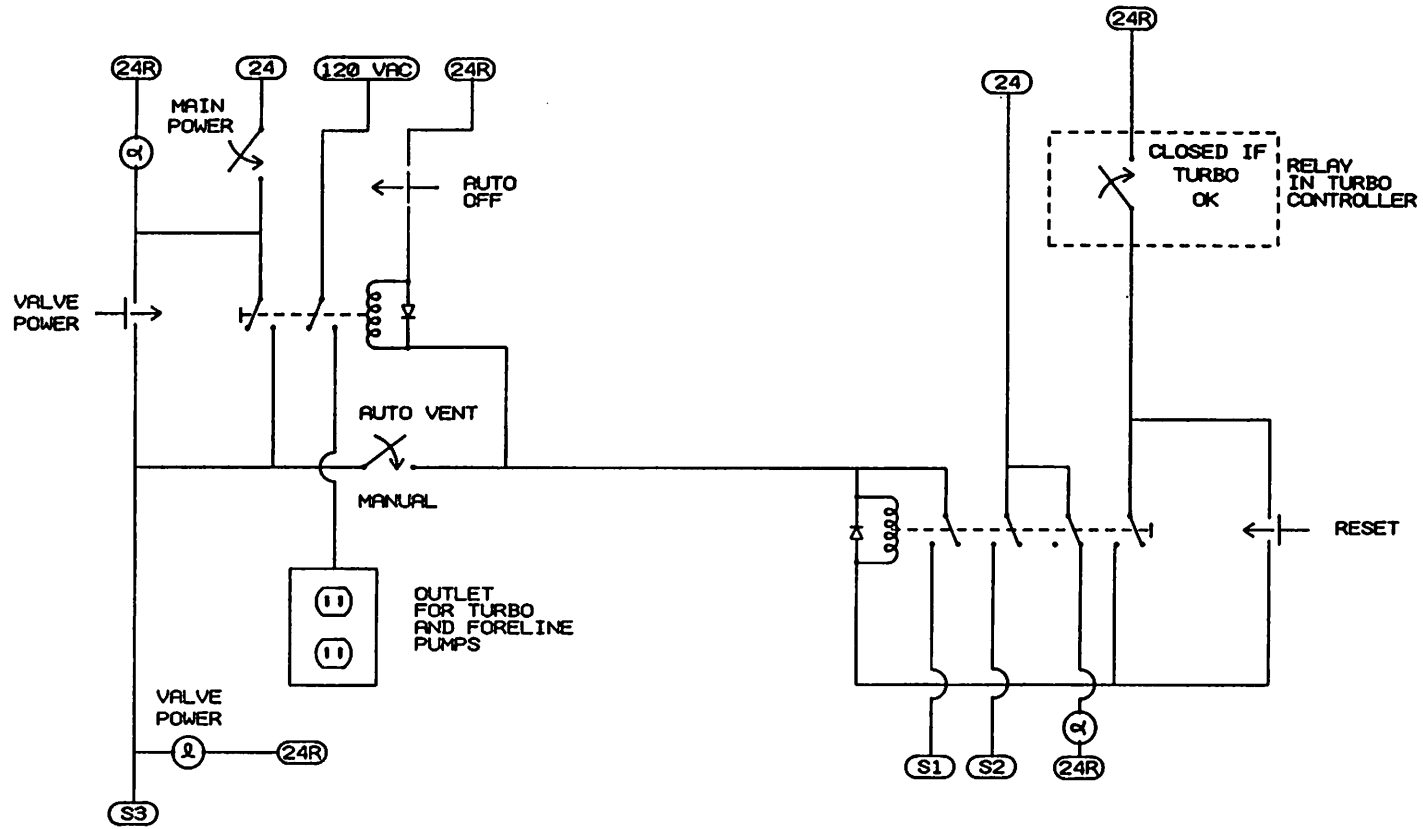 24R
24
120 VAC
24R
24
24R
MAIN
POWER
α
AUTO
OFF
CLOSED IF
TURBO
OK
RELAY
IN TURBO
CONTROLLER
VALVE
POWER
AUTO VENT
MANUAL
RESET
OUTLET
FOR TURBO
AND FORELINE
PUMPS
VALVE
POWER
ℓ
24R
α
S1
S2
24R
S3